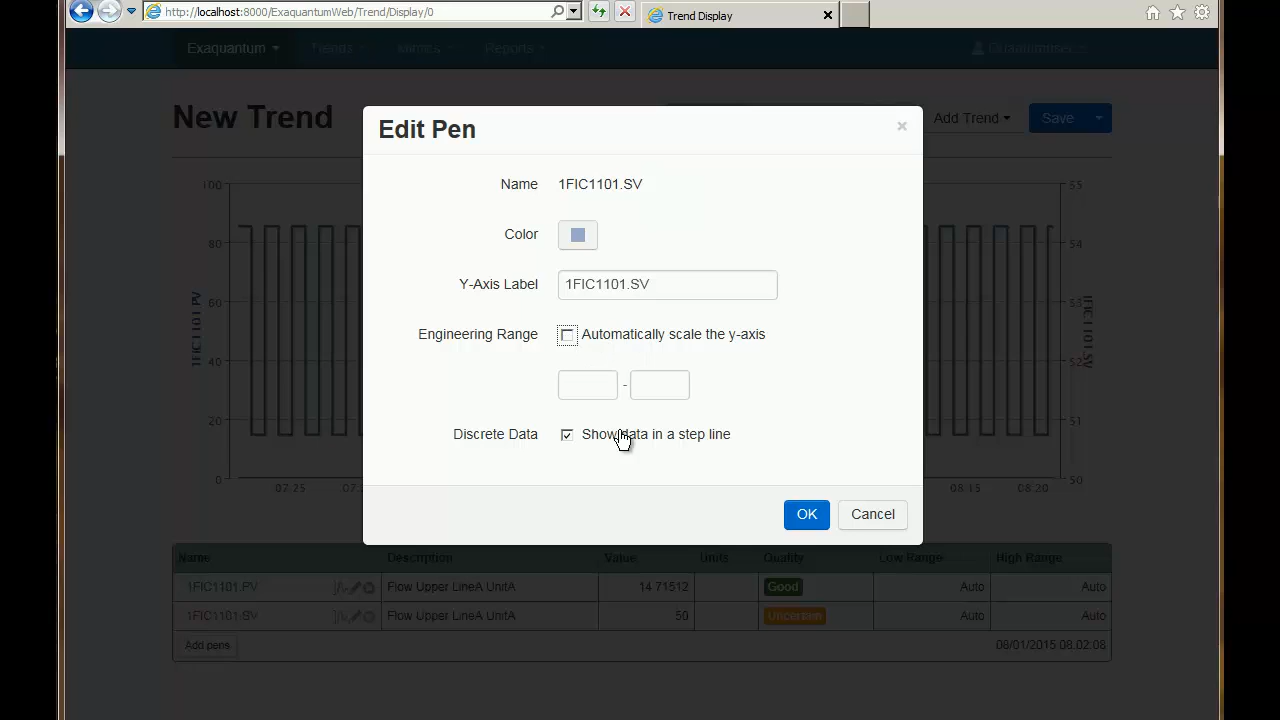 http://localhost:8000/ExaquantumWeb/Trend/Display/0
Trend Display
Exaquantum Trends Mimics Reports
New Trend
Add Trend Save
Edit Pen ×
Name 1FIC1101.SV
Color
Y-Axis Label 1FIC1101.SV
Engineering Range Automatically scale the y-axis
-
Discrete Data Show data in a step line
OK Cancel
100 55
80 54
60 53
40 52
20 51
0 50
1FIC1101.PV
1FIC1101.SV
07:25 08:15 08:20
Name Description Value Units Quality Low Range High Range
1FIC1101.PV Flow Upper LineA UnitA 14.71512 Good Auto Auto
1FIC1101.SV Flow Upper LineA UnitA 50 Uncertain Auto Auto
Add pens 08/01/2015 08:02:08